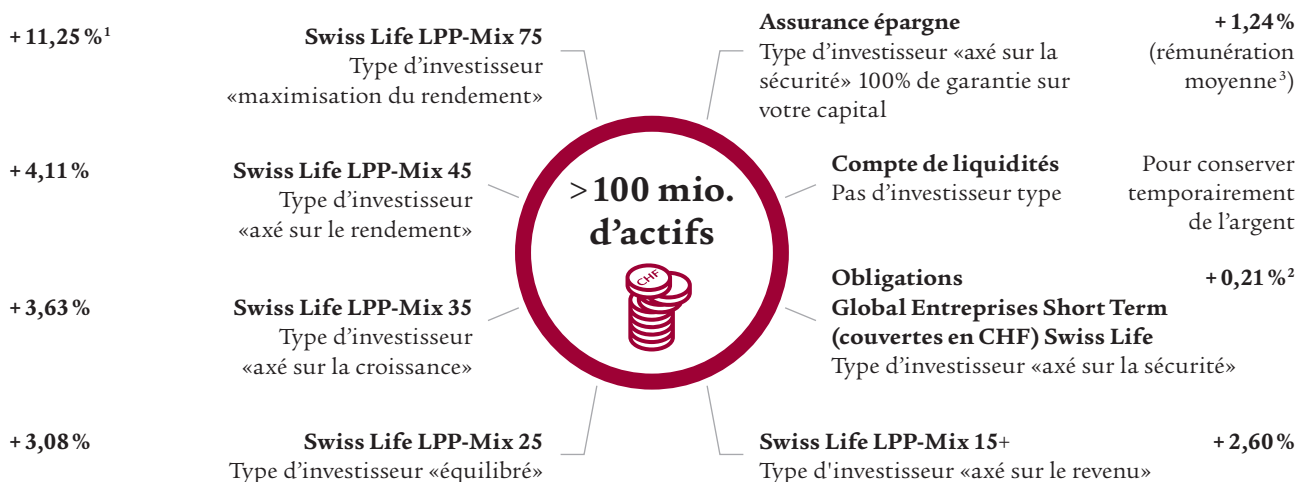 + 11,25 %¹
Swiss Life LPP-Mix 75
Type d’investisseur
«maximisation du rendement»
+ 4,11 %
Swiss Life LPP-Mix 45
Type d’investisseur
«axé sur le rendement»
+ 3,63 %
Swiss Life LPP-Mix 35
Type d’investisseur
«axé sur la croissance»
+ 3,08 %
Swiss Life LPP-Mix 25
Type d’investisseur «équilibré»
> 100 mio.
d’actifs
CHF
Assurance épargne
Type d’investisseur «axé sur la
sécurité» 100% de garantie sur
votre capital
+ 1,24 %
(rémunération
moyenne³)
Compte de liquidités
Pas d’investisseur type
Pour conserver
temporairement
de l’argent
Obligations
Global Entreprises Short Term
(couvertes en CHF) Swiss Life
Type d’investisseur «axé sur la sécurité»
+ 0,21 %²
Swiss Life LPP-Mix 15+
Type d'investisseur «axé sur le revenu»
+ 2,60 %